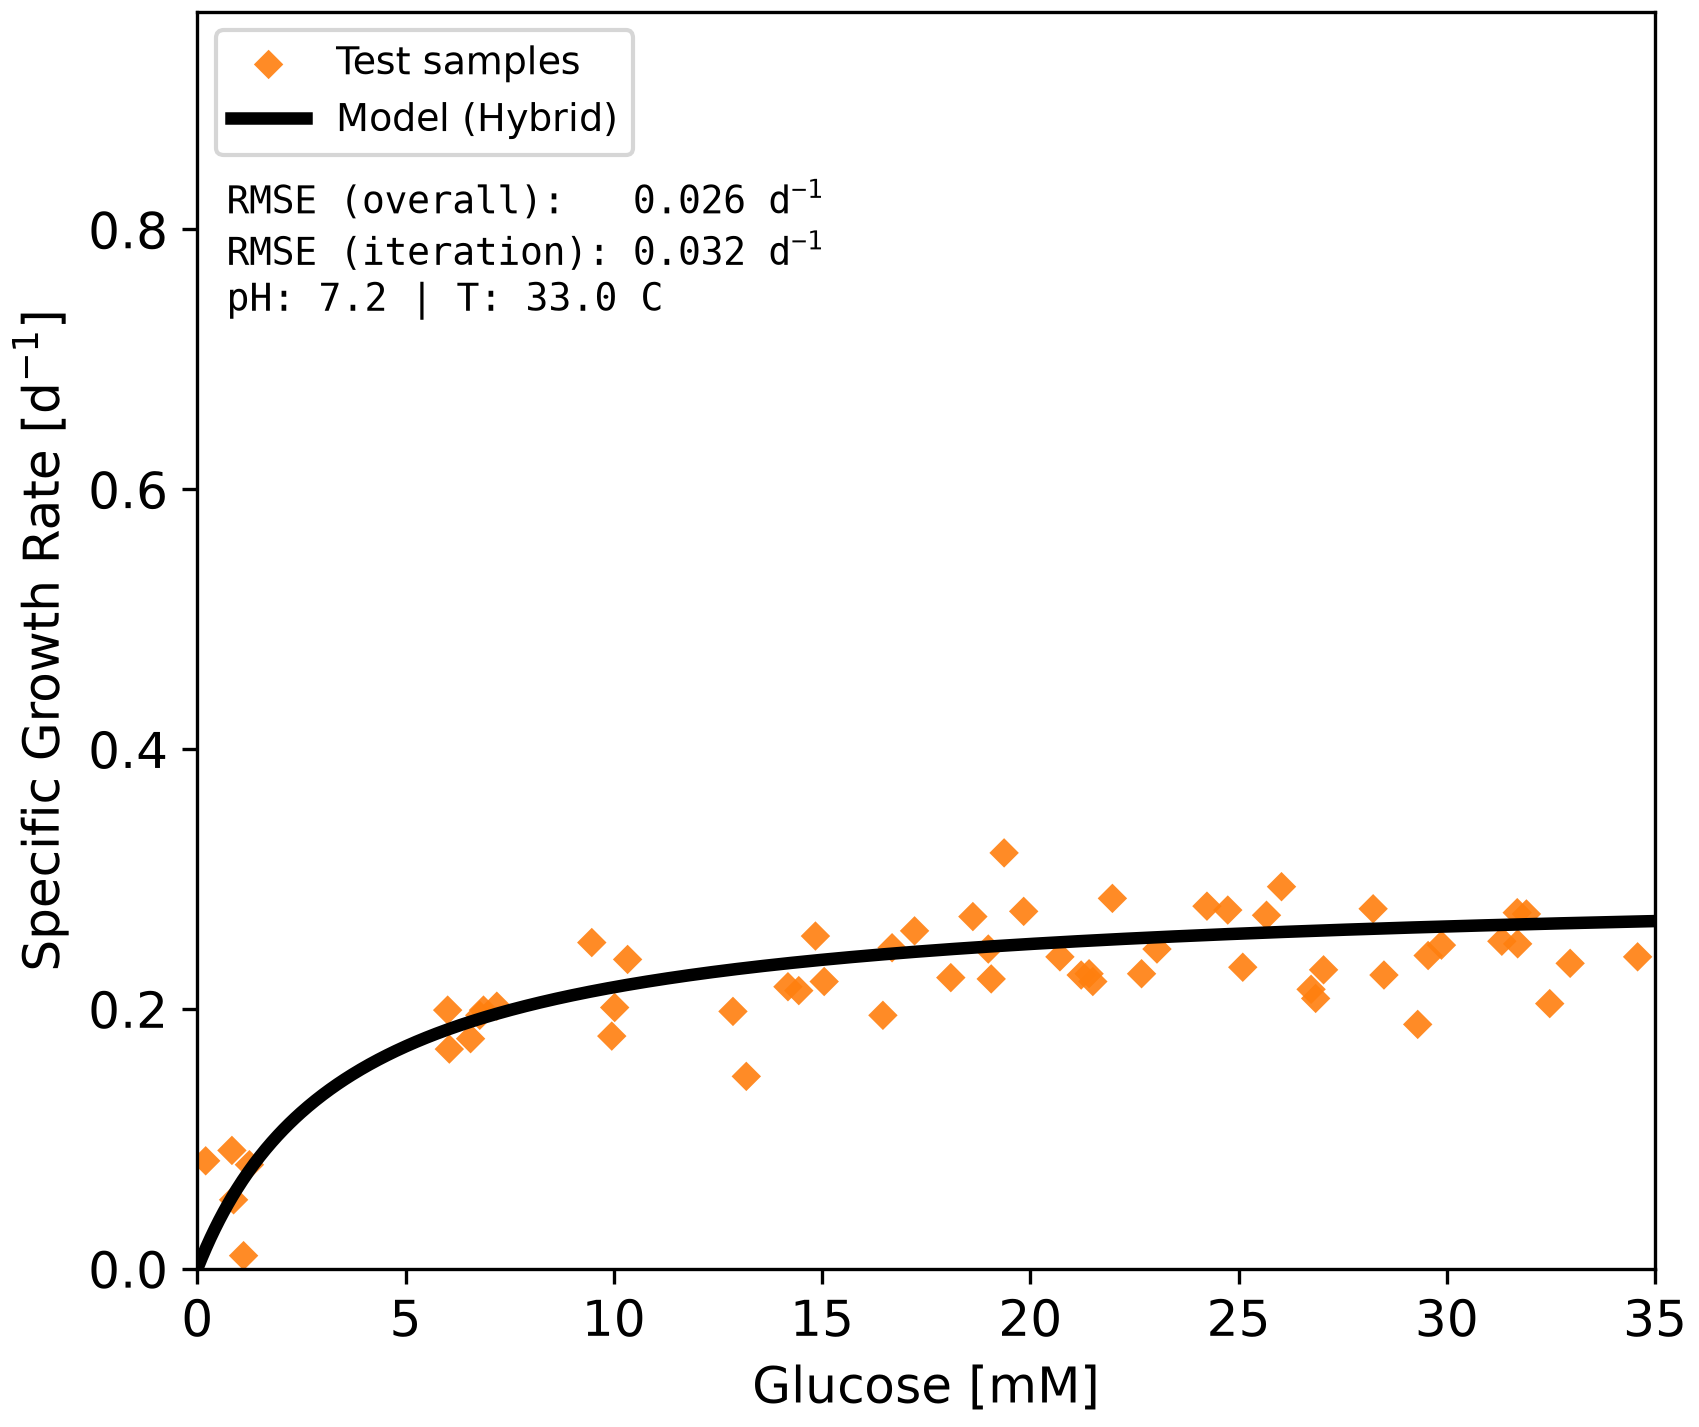 Test samples
Model (Hybrid)
RMSE (overall): 0.026 d⁻¹
RMSE (iteration): 0.032 d⁻¹
pH: 7.2 | T: 33.0 C
0.8
0.6
0.4
0.2
0.0
Specific Growth Rate [d⁻¹]
0 5 10 15 20 25 30 35
Glucose [mM]